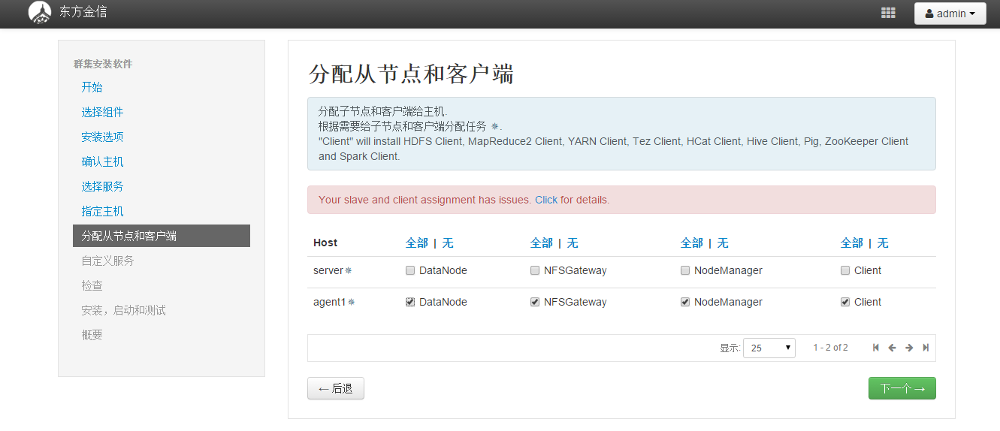 东方金信
admin
群集安装软件
开始
选择组件
安装选项
确认主机
选择服务
指定主机
分配从节点和客户端
自定义服务
检查
安装，启动和测试
概要
分配从节点和客户端
分配子节点和客户端给主机.
根据需要给子节点和客户端分配任务 ✵.
"Client" will install HDFS Client, MapReduce2 Client, YARN Client, Tez Client, HCat Client, Hive Client, Pig, ZooKeeper Client
and Spark Client.
Your slave and client assignment has issues. Click for details.
Host 全部 | 无 全部 | 无 全部 | 无 全部 | 无
server✵ DataNode NFSGateway NodeManager Client
agent1✵ DataNode NFSGateway NodeManager Client
显示: 25 1 - 2 of 2
← 后退 下一个 →